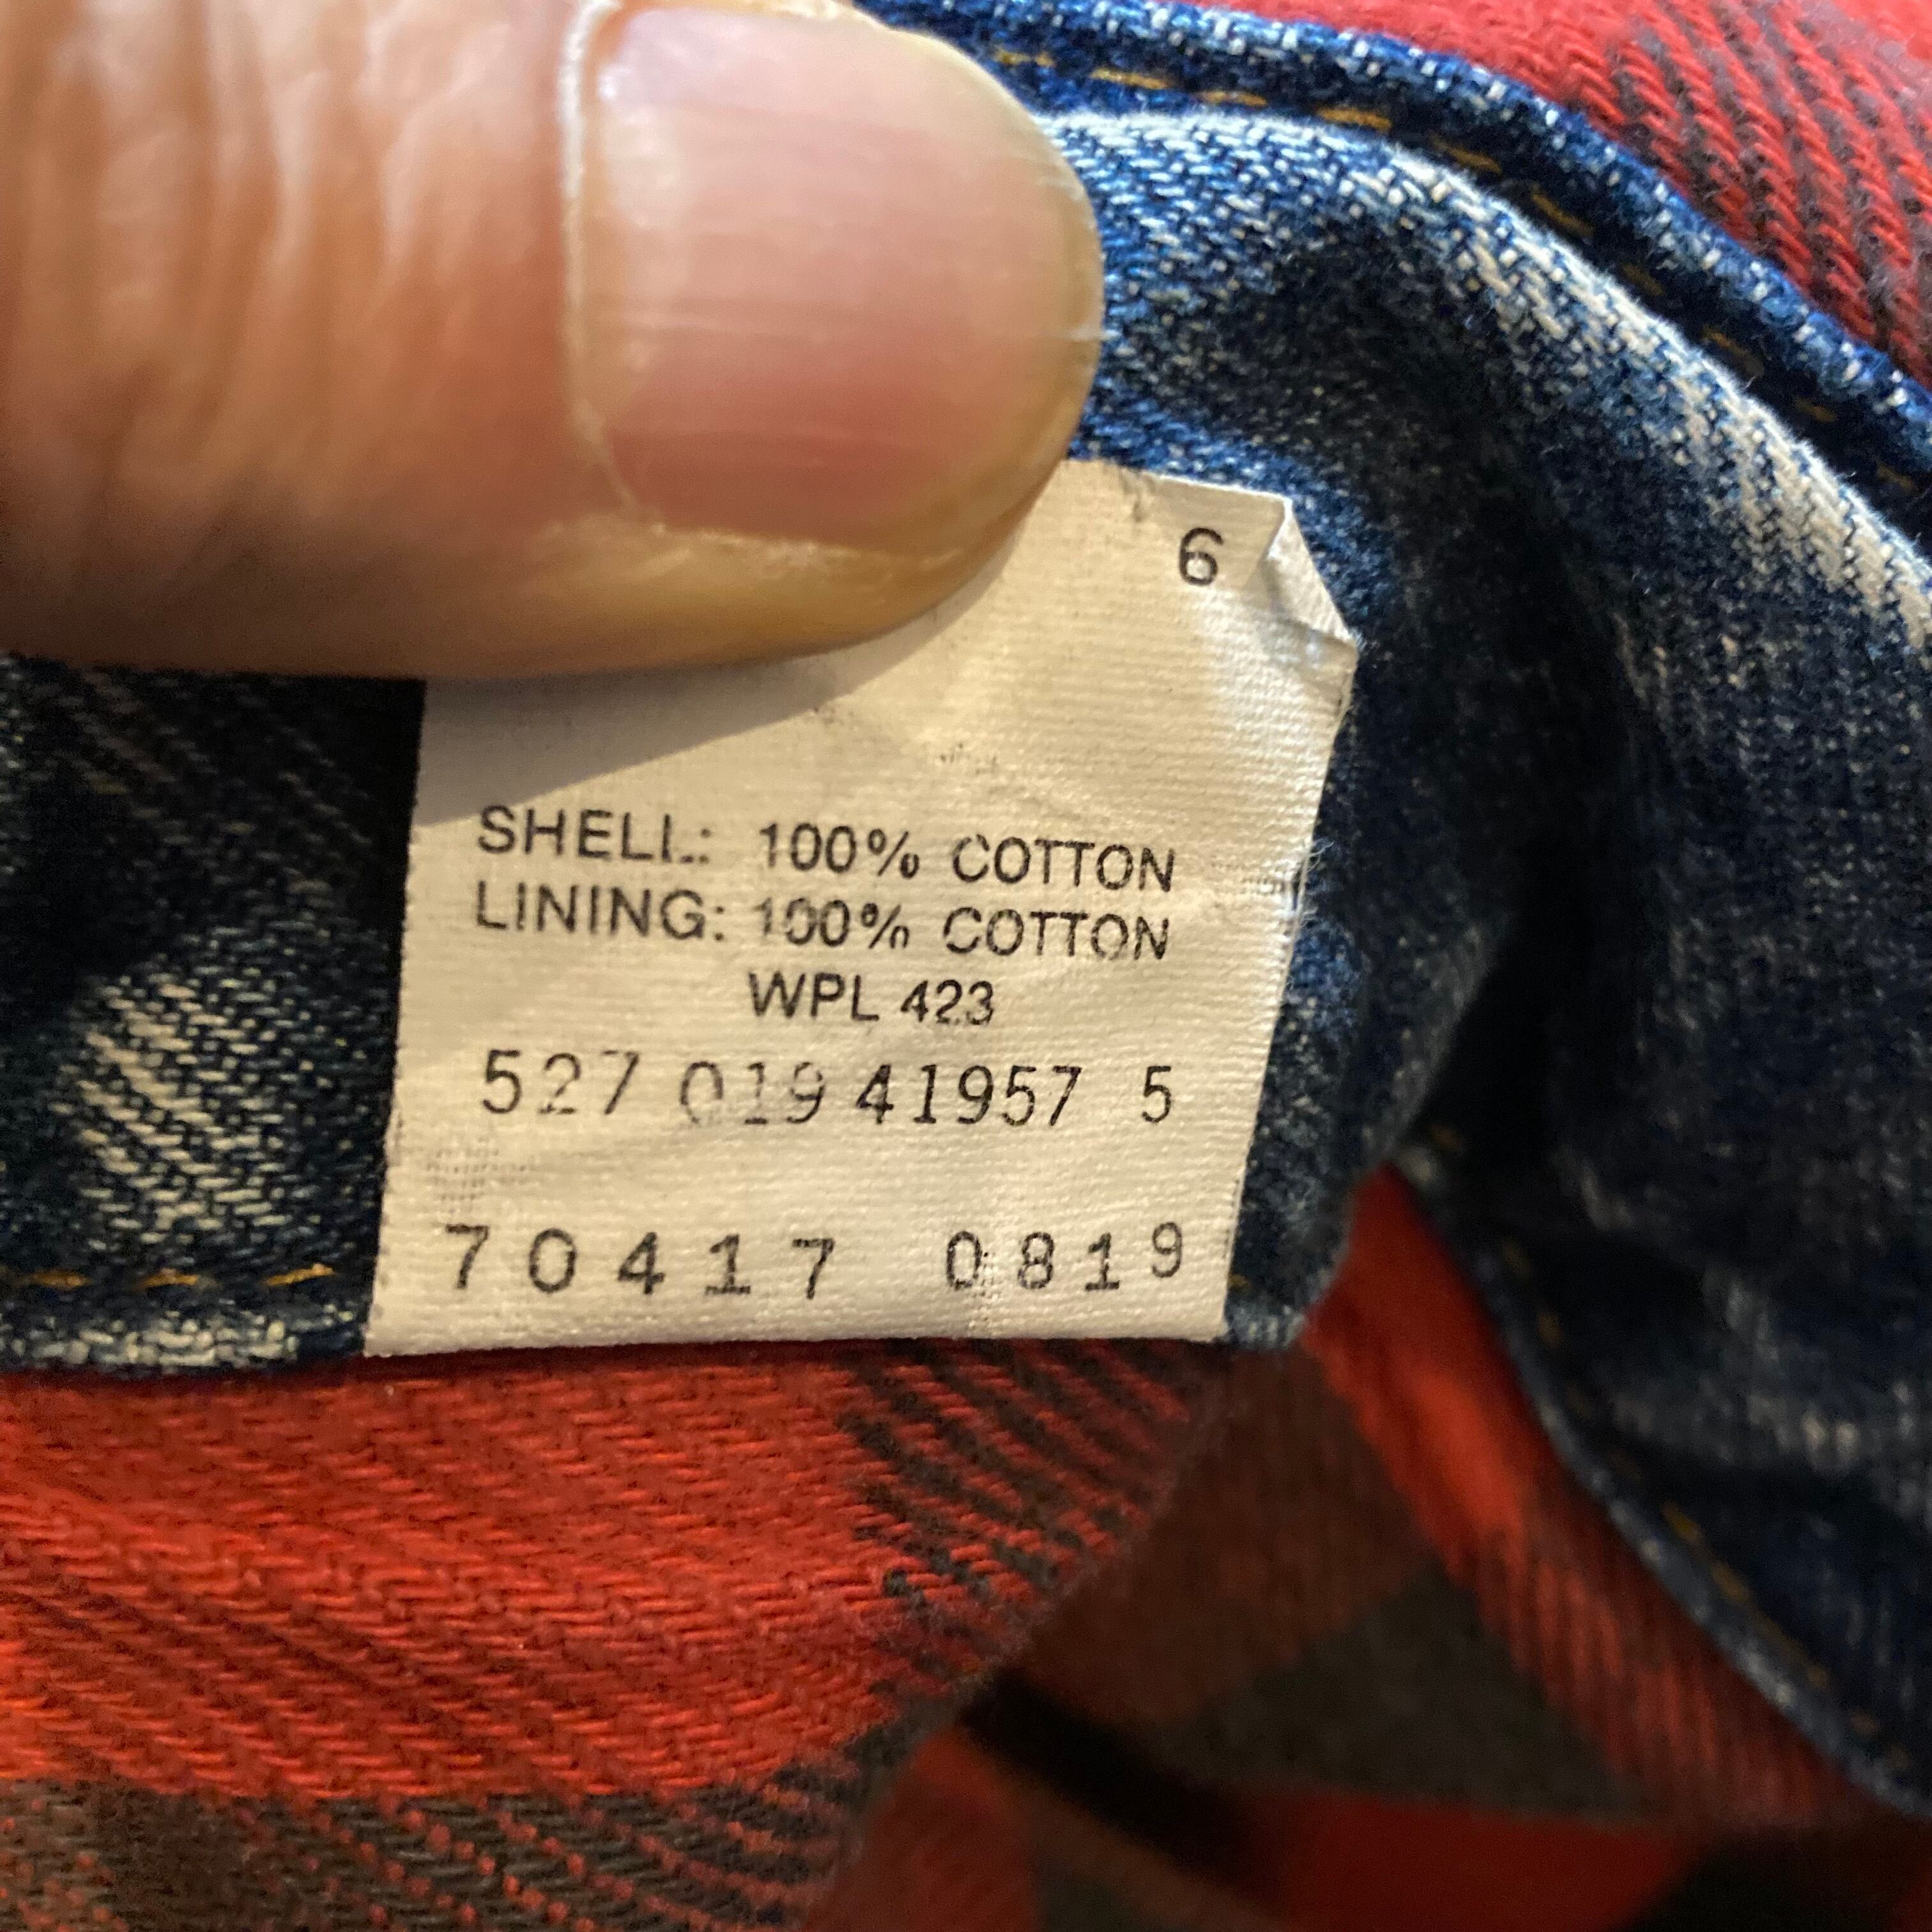 6
SHELL: 100% COTTON
LINING: 100% COTTON
WPL 423
527 019 41957 5
70417 0819